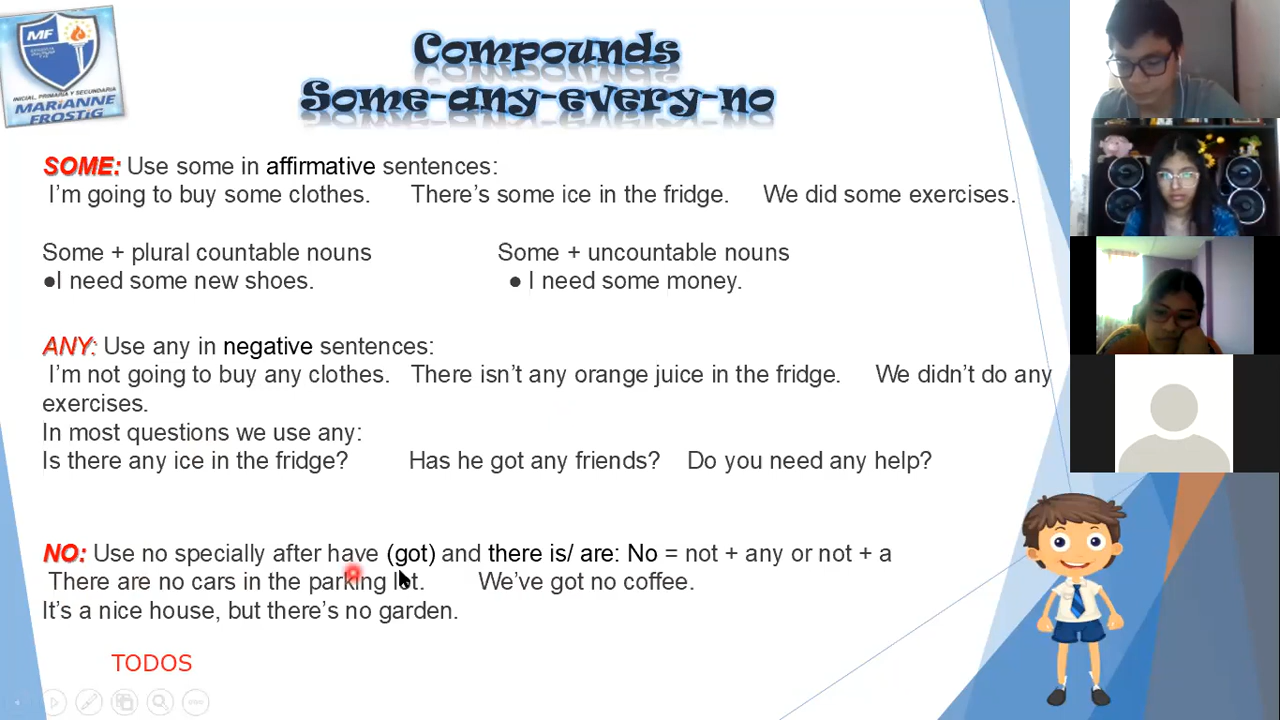 MF
INICIAL, PRIMARIA Y SECUNDARIA
MARIANNE
FROSTIG
Compounds
Some-any-every-no
SOME: Use some in affirmative sentences:
I’m going to buy some clothes. There’s some ice in the fridge. We did some exercises.
Some + plural countable nouns Some + uncountable nouns
●I need some new shoes. ● I need some money.
ANY: Use any in negative sentences:
I’m not going to buy any clothes. There isn’t any orange juice in the fridge. We didn’t do any
exercises.
In most questions we use any:
Is there any ice in the fridge? Has he got any friends? Do you need any help?
NO: Use no specially after have (got) and there is/ are: No = not + any or not + a
There are no cars in the parking lot. We’ve got no coffee.
It’s a nice house, but there’s no garden.
TODOS